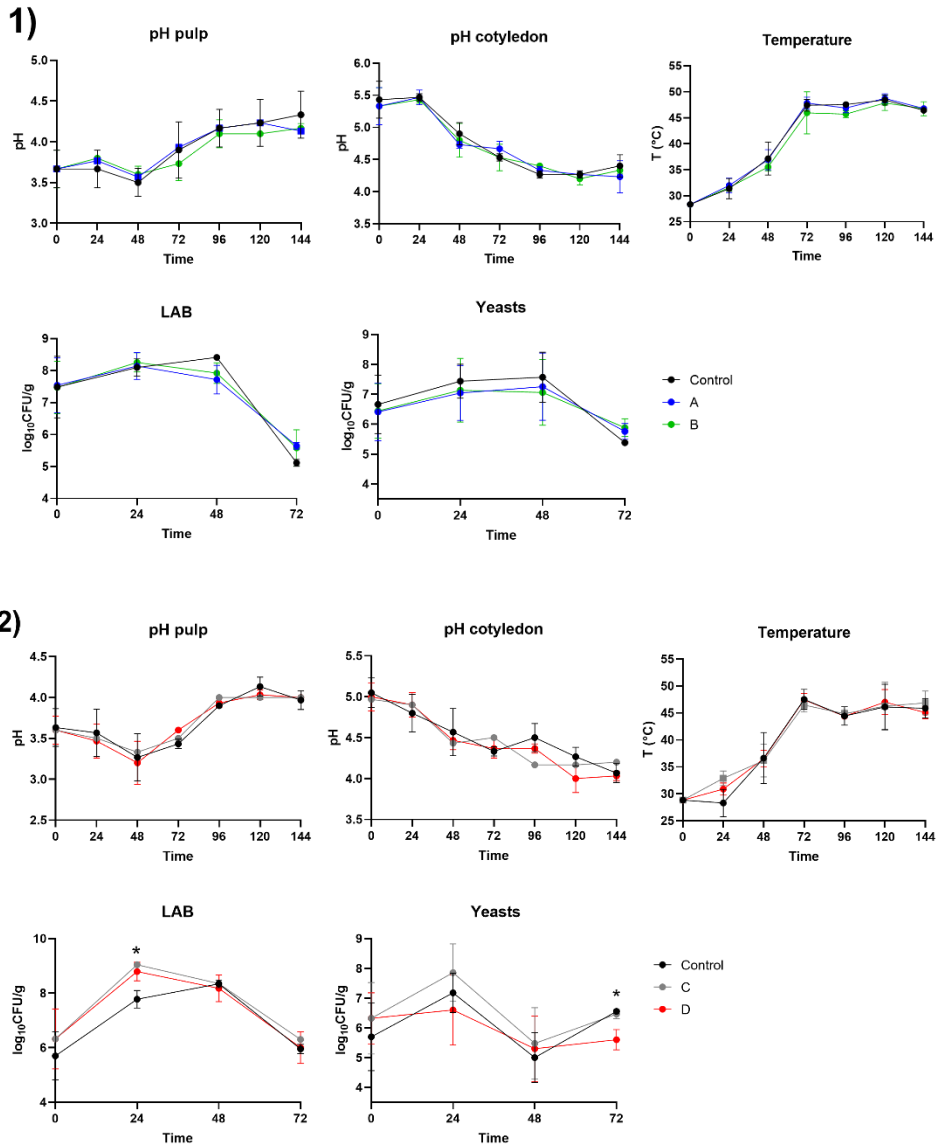 1)
pH pulp
pH cotyledon
Temperature
5.0
4.5
4.0
3.5
3.0
pH
0 24 48 72 96 120 144
Time
6.0
5.5
5.0
4.5
4.0
3.5
pH
0 24 48 72 96 120 144
Time
55
50
45
40
35
30
25
T (°C)
0 24 48 72 96 120 144
Time
LAB
Yeasts
9
8
7
6
5
4
log10CFU/g
0 24 48 72
Time
9
8
7
6
5
4
log10CFU/g
0 24 48 72
Time
Control
A
B
2)
pH pulp
pH cotyledon
Temperature
4.5
4.0
3.5
3.0
2.5
pH
0 24 48 72 96 120 144
Time
5.5
5.0
4.5
4.0
3.5
pH
0 24 48 72 96 120 144
Time
55
50
45
40
35
30
25
T (°C)
0 24 48 72 96 120 144
Time
LAB
Yeasts
10
8
6
4
log10CFU/g
*
0 24 48 72
Time
9
8
7
6
5
4
log10CFU/g
*
0 24 48 72
Time
Control
C
D